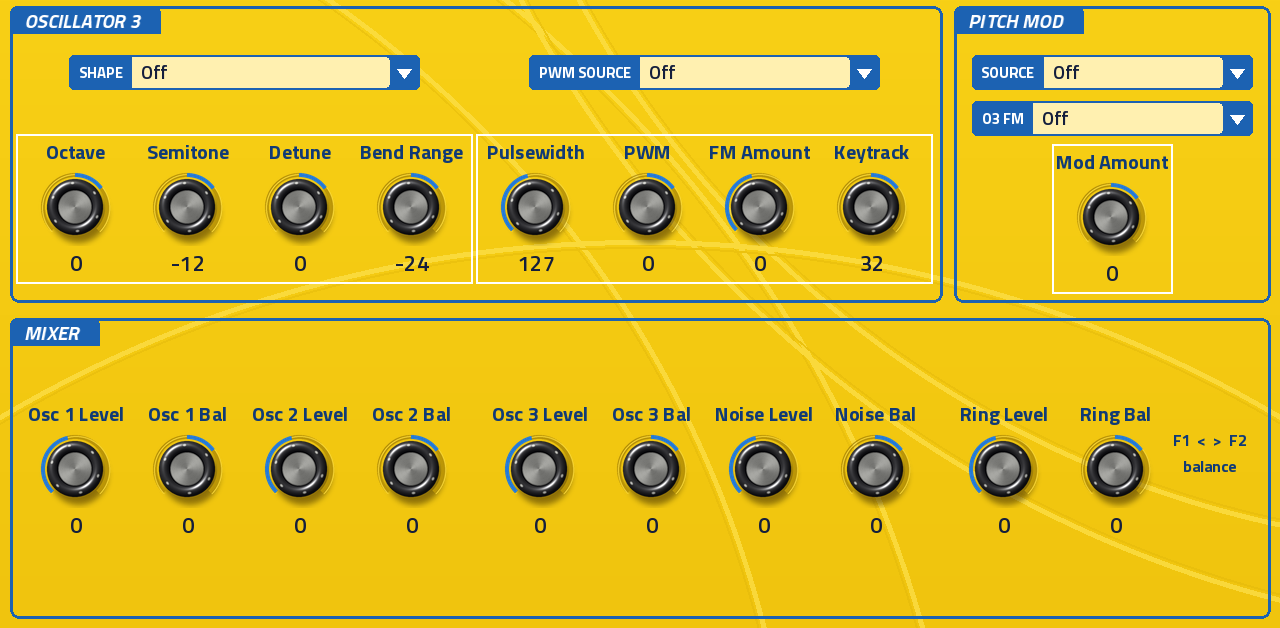 OSCILLATOR 3
SHAPE Off
PWM SOURCE Off
Octave Semitone Detune Bend Range Pulsewidth PWM FM Amount Keytrack
0 -12 0 -24 127 0 0 32
PITCH MOD
SOURCE Off
O3 FM Off
Mod Amount
0
MIXER
Osc 1 Level Osc 1 Bal Osc 2 Level Osc 2 Bal Osc 3 Level Osc 3 Bal Noise Level Noise Bal Ring Level Ring Bal
F1 < > F2
balance
0 0 0 0 0 0 0 0 0 0